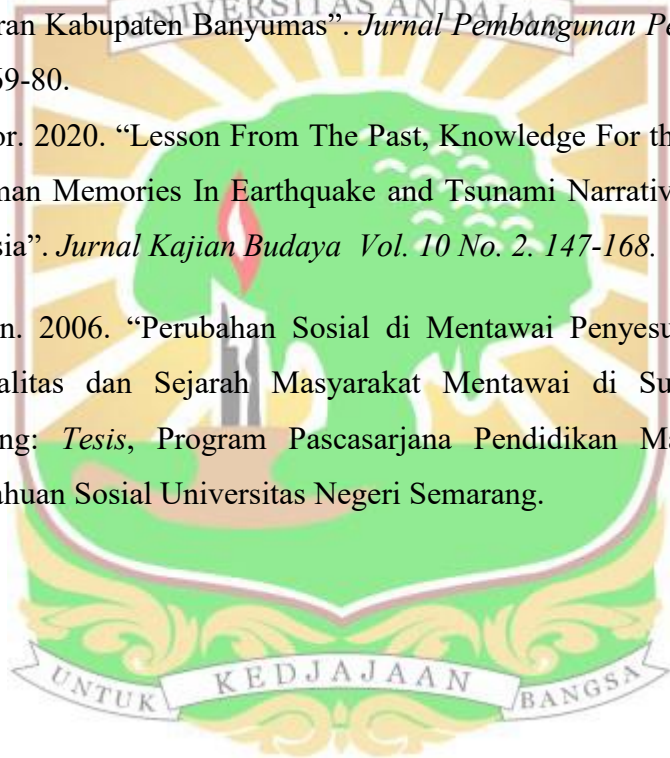 UNIVERSITAS ANDALAS
ran Kabupaten Banyumas”. Jurnal Pembangunan Pe
69-80.
or. 2020. “Lesson From The Past, Knowledge For th
man Memories In Earthquake and Tsunami Narrativ
sia”. Jurnal Kajian Budaya Vol. 10 No. 2. 147-168.
n. 2006. “Perubahan Sosial di Mentawai Penyesu
alitas dan Sejarah Masyarakat Mentawai di Su
ng: Tesis, Program Pascasarjana Pendidikan Ma
ahuan Sosial Universitas Negeri Semarang.
UNTUK KEDJAJAAN BANGSA